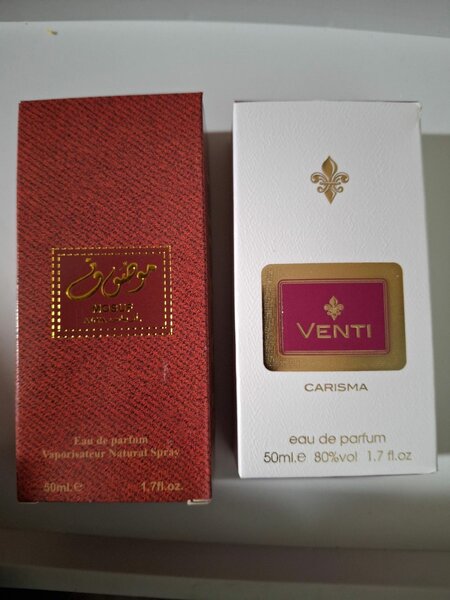 Eau de parfum
Vaporisateur Natural Spray
50ml.e 1.7fl.oz.
VENTI
CARISMA
eau de parfum
50ml.e 80%vol 1.7 fl.oz